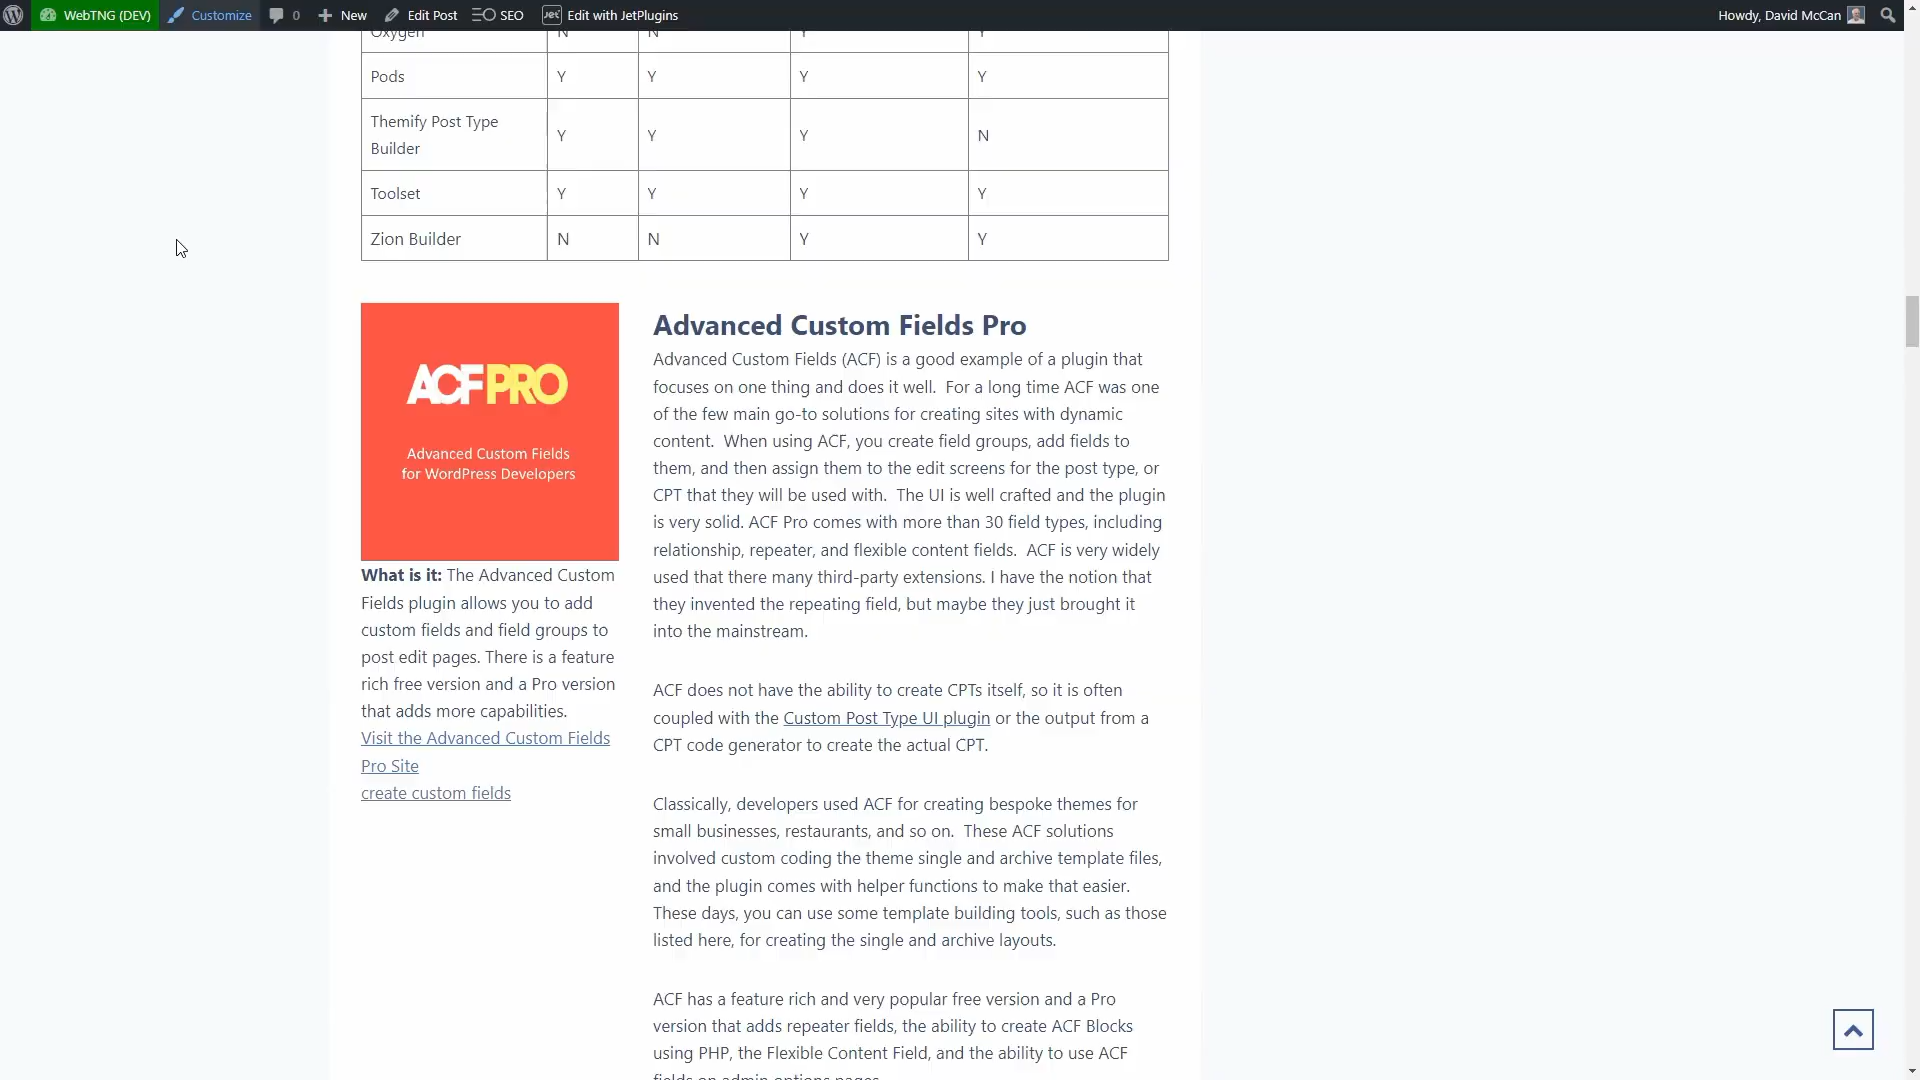 WebTNG (DEV) Customize 0 New Edit Post SEO Jet Edit with JetPlugins Howdy, David McCan
Oxygen N N Y Y
Pods Y Y Y Y
Themify Post Type
Builder Y Y Y N
Toolset Y Y Y Y
Zion Builder N N Y Y
ACF PRO
Advanced Custom Fields
for WordPress Developers
What is it: The Advanced Custom
Fields plugin allows you to add
custom fields and field groups to
post edit pages. There is a feature
rich free version and a Pro version
that adds more capabilities.
Visit the Advanced Custom Fields
Pro Site
create custom fields
Advanced Custom Fields Pro
Advanced Custom Fields (ACF) is a good example of a plugin that
focuses on one thing and does it well.  For a long time ACF was one
of the few main go-to solutions for creating sites with dynamic
content.  When using ACF, you create field groups, add fields to
them, and then assign them to the edit screens for the post type, or
CPT that they will be used with.  The UI is well crafted and the plugin
is very solid. ACF Pro comes with more than 30 field types, including
relationship, repeater, and flexible content fields.  ACF is very widely
used that there many third-party extensions. I have the notion that
they invented the repeating field, but maybe they just brought it
into the mainstream.
ACF does not have the ability to create CPTs itself, so it is often
coupled with the Custom Post Type UI plugin or the output from a
CPT code generator to create the actual CPT.
Classically, developers used ACF for creating bespoke themes for
small businesses, restaurants, and so on.  These ACF solutions
involved custom coding the theme single and archive template files,
and the plugin comes with helper functions to make that easier.
These days, you can use some template building tools, such as those
listed here, for creating the single and archive layouts.
ACF has a feature rich and very popular free version and a Pro
version that adds repeater fields, the ability to create ACF Blocks
using PHP, the Flexible Content Field, and the ability to use ACF
fields on admin options pages.